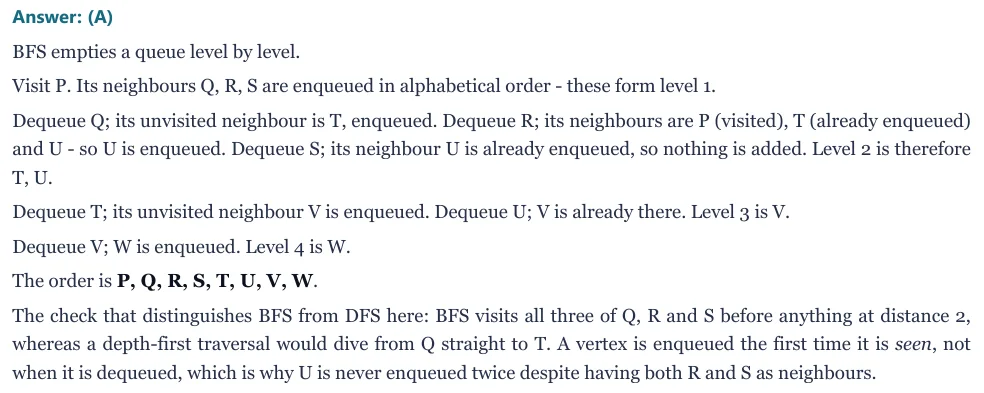 Answer: (A)
BFS empties a queue level by level.
Visit P. Its neighbours Q, R, S are enqueued in alphabetical order - these form level 1.
Dequeue Q; its unvisited neighbour is T, enqueued. Dequeue R; its neighbours are P (visited), T (already enqueued)
and U - so U is enqueued. Dequeue S; its neighbour U is already enqueued, so nothing is added. Level 2 is therefore
T, U.
Dequeue T; its unvisited neighbour V is enqueued. Dequeue U; V is already there. Level 3 is V.
Dequeue V; W is enqueued. Level 4 is W.
The order is P, Q, R, S, T, U, V, W.
The check that distinguishes BFS from DFS here: BFS visits all three of Q, R and S before anything at distance 2,
whereas a depth-first traversal would dive from Q straight to T. A vertex is enqueued the first time it is seen, not
when it is dequeued, which is why U is never enqueued twice despite having both R and S as neighbours.